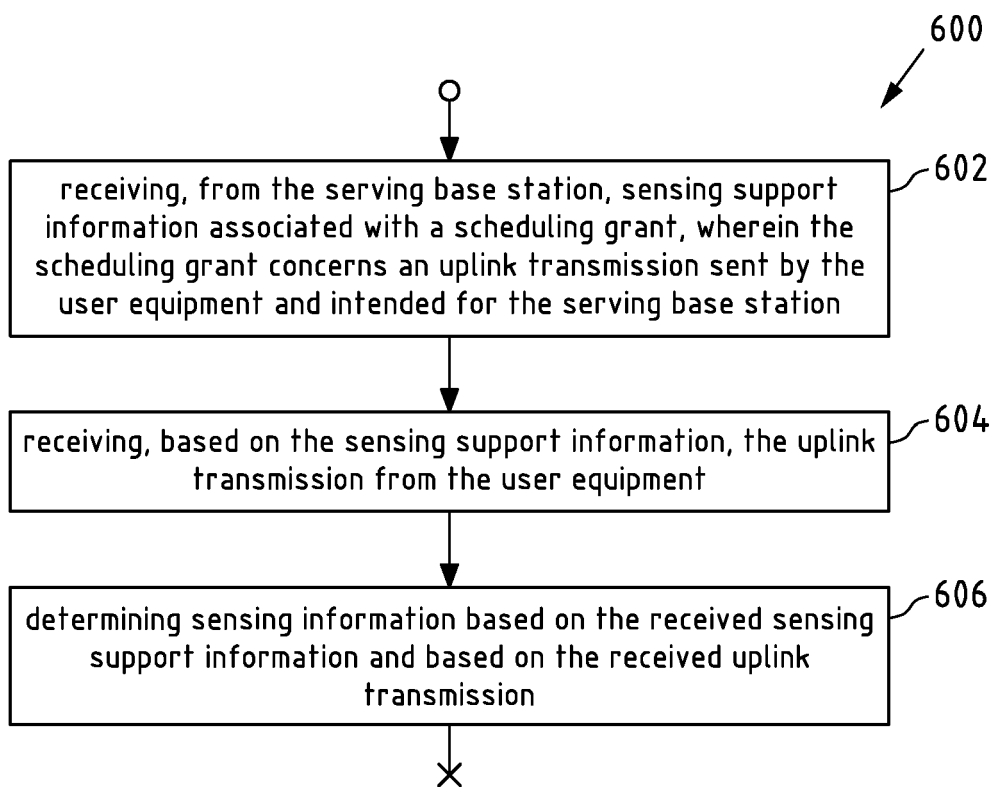 600
602
receiving, from the serving base station, sensing support
information associated with a scheduling grant, wherein the
scheduling grant concerns an uplink transmission sent by the
user equipment and intended for the serving base station
604
receiving, based on the sensing support information, the uplink
transmission from the user equipment
606
determining sensing information based on the received sensing
support information and based on the received uplink
transmission